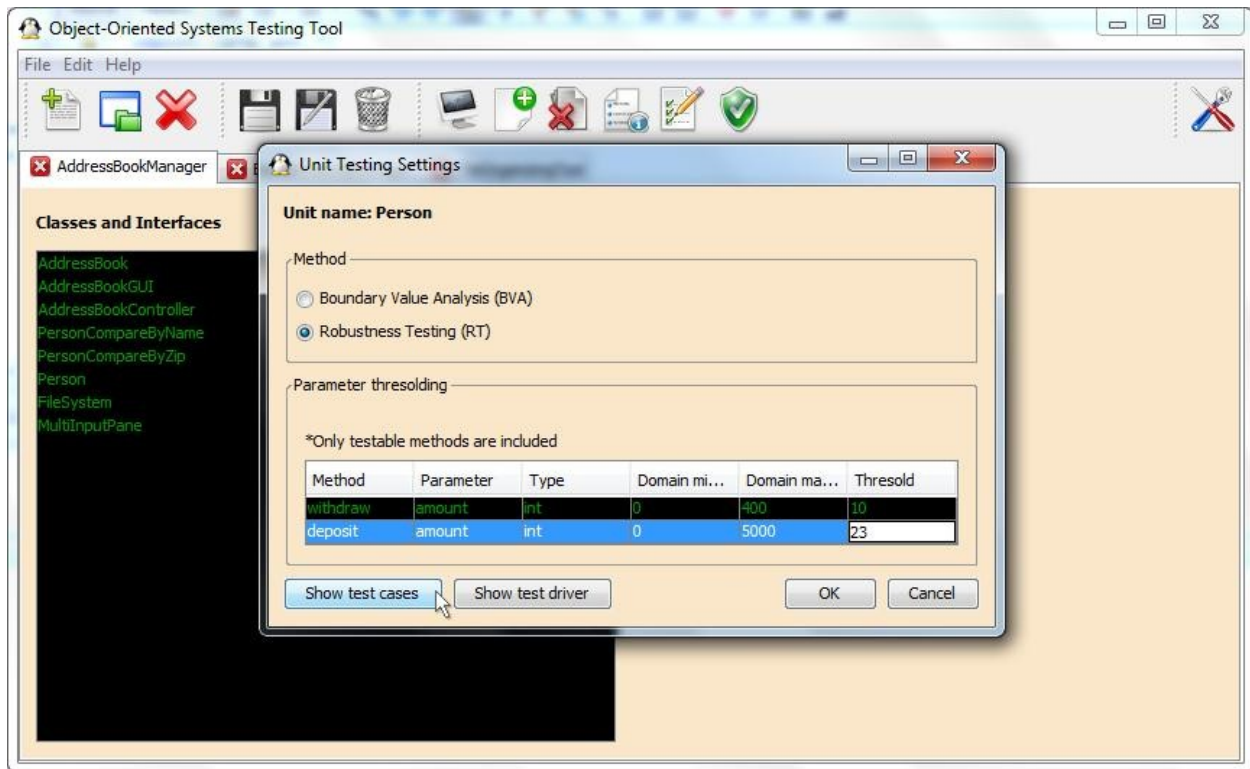 Object-Oriented Systems Testing Tool
File Edit Help
AddressBookManager
Unit Testing Settings
Classes and Interfaces
AddressBook
AddressBookGUI
AddressBookController
PersonCompareByName
PersonCompareByZip
Person
FileSystem
MultiInputPane
Unit name: Person
Method
Boundary Value Analysis (BVA)
Robustness Testing (RT)
Parameter thresolding
*Only testable methods are included
Method Parameter Type Domain mi... Domain ma... Thresold
withdraw amount int 0 400 10
deposit amount int 0 5000 23
Show test cases Show test driver OK Cancel